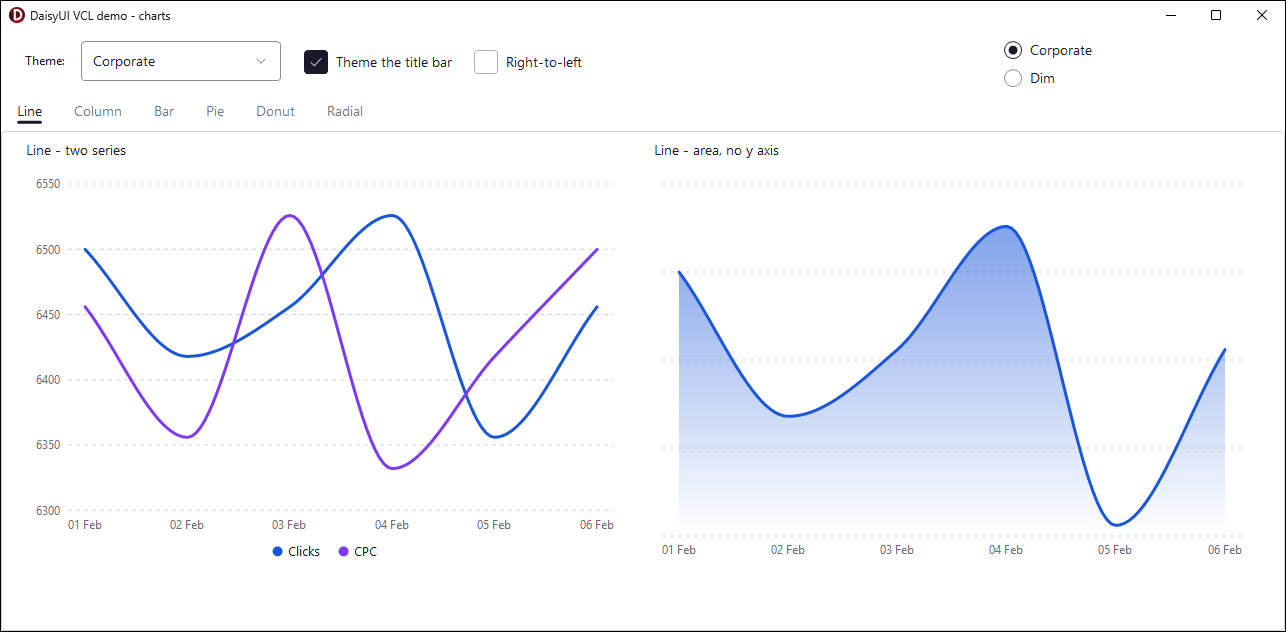 DaisyUI VCL demo - charts
Theme:
Corporate
Theme the title bar
Right-to-left
Corporate
Dim
Line Column Bar Pie Donut Radial
Line - two series
6550
6500
6450
6400
6350
6300
01 Feb 02 Feb 03 Feb 04 Feb 05 Feb 06 Feb
Clicks CPC
Line - area, no y axis
01 Feb 02 Feb 03 Feb 04 Feb 05 Feb 06 Feb